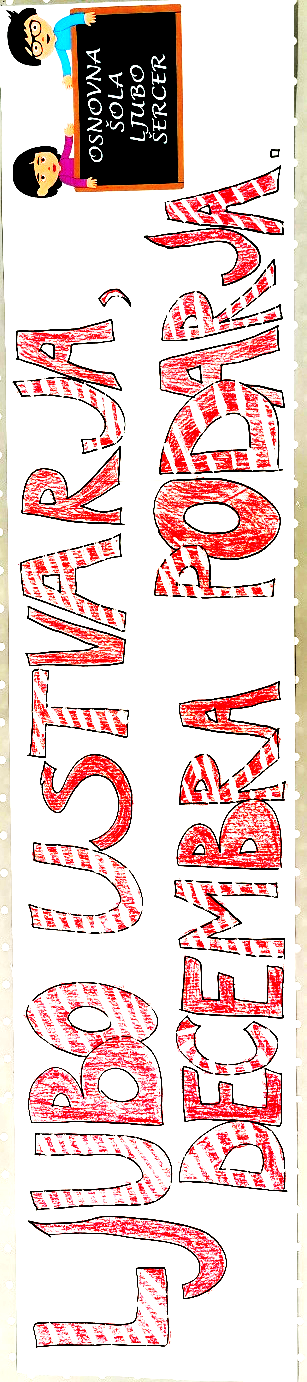 OSNOVNA
ŠOLA
LJUBO
ŠERCER
LJUBO USTVARJA,
DECEMBRA PODARJA.